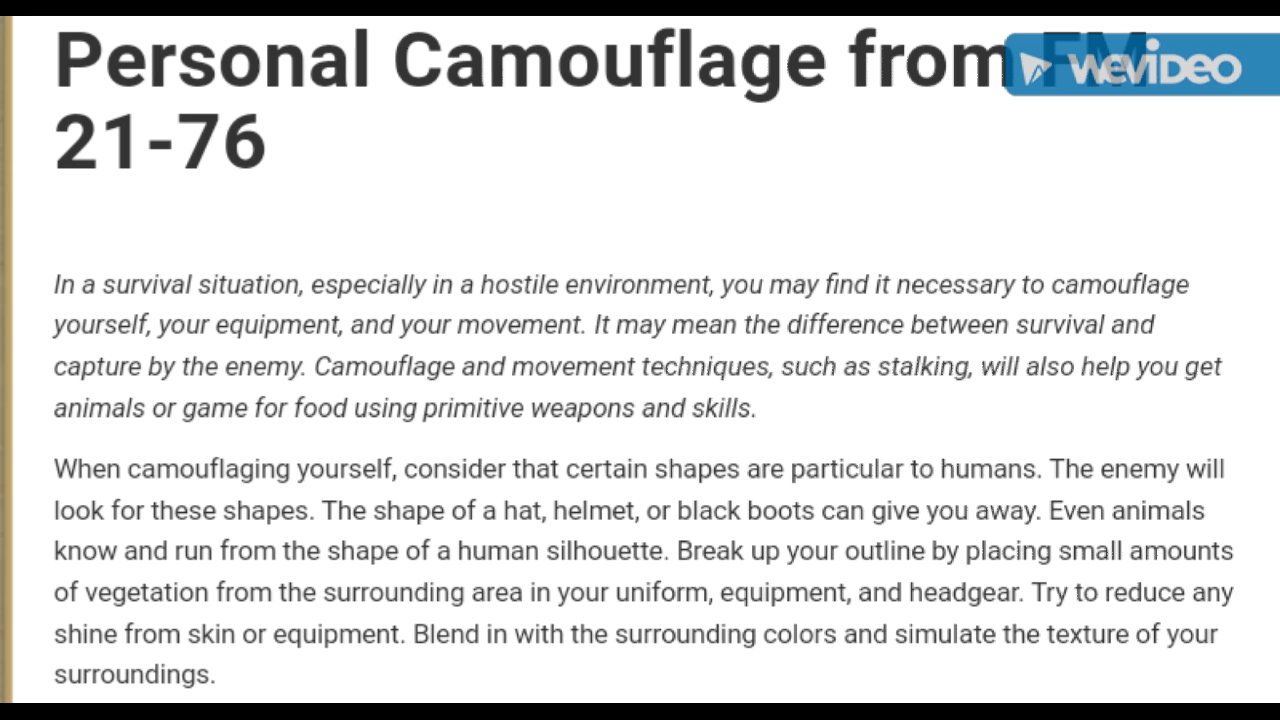 Personal Camouflage from FM
WeVideo
21-76
In a survival situation, especially in a hostile environment, you may find it necessary to camouflage
yourself, your equipment, and your movement. It may mean the difference between survival and
capture by the enemy. Camouflage and movement techniques, such as stalking, will also help you get
animals or game for food using primitive weapons and skills.
When camouflaging yourself, consider that certain shapes are particular to humans. The enemy will
look for these shapes. The shape of a hat, helmet, or black boots can give you away. Even animals
know and run from the shape of a human silhouette. Break up your outline by placing small amounts
of vegetation from the surrounding area in your uniform, equipment, and headgear. Try to reduce any
shine from skin or equipment. Blend in with the surrounding colors and simulate the texture of your
surroundings.